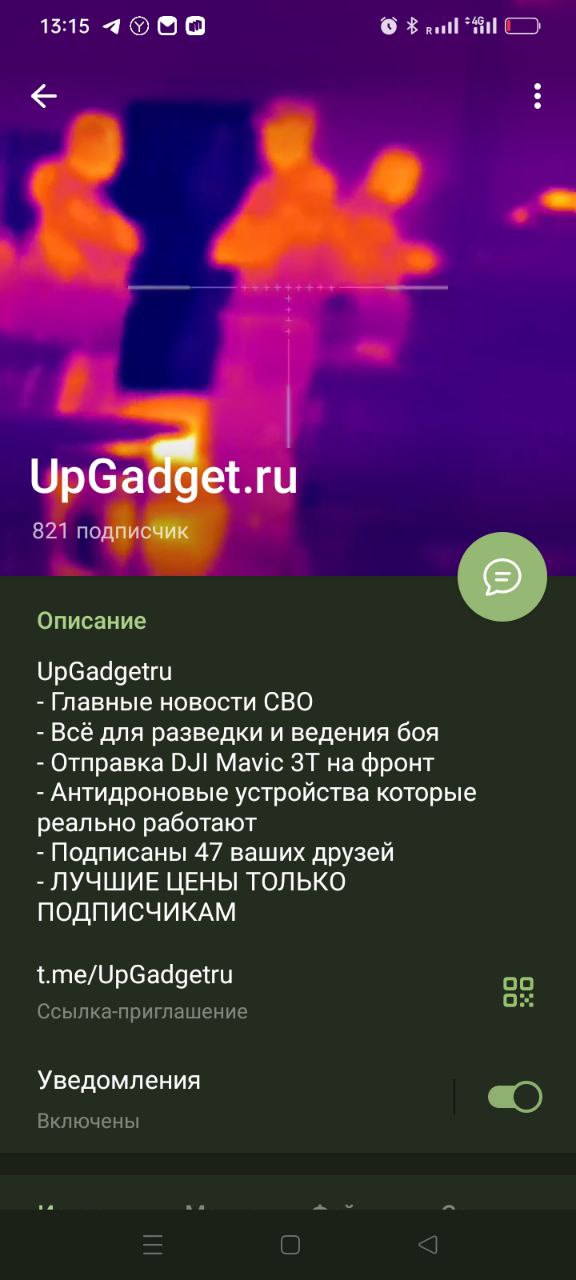 13:15
R 4G
UpGadget.ru
821 подписчик
Описание
UpGadgetru
- Главные новости СВО
- Всё для разведки и ведения боя
- Отправка DJI Mavic 3T на фронт
- Антидроновые устройства которые
реально работают
- Подписаны 47 ваших друзей
- ЛУЧШИЕ ЦЕНЫ ТОЛЬКО
ПОДПИСЧИКАМ
t.me/UpGadgetru
Ссылка-приглашение
Уведомления
Включены